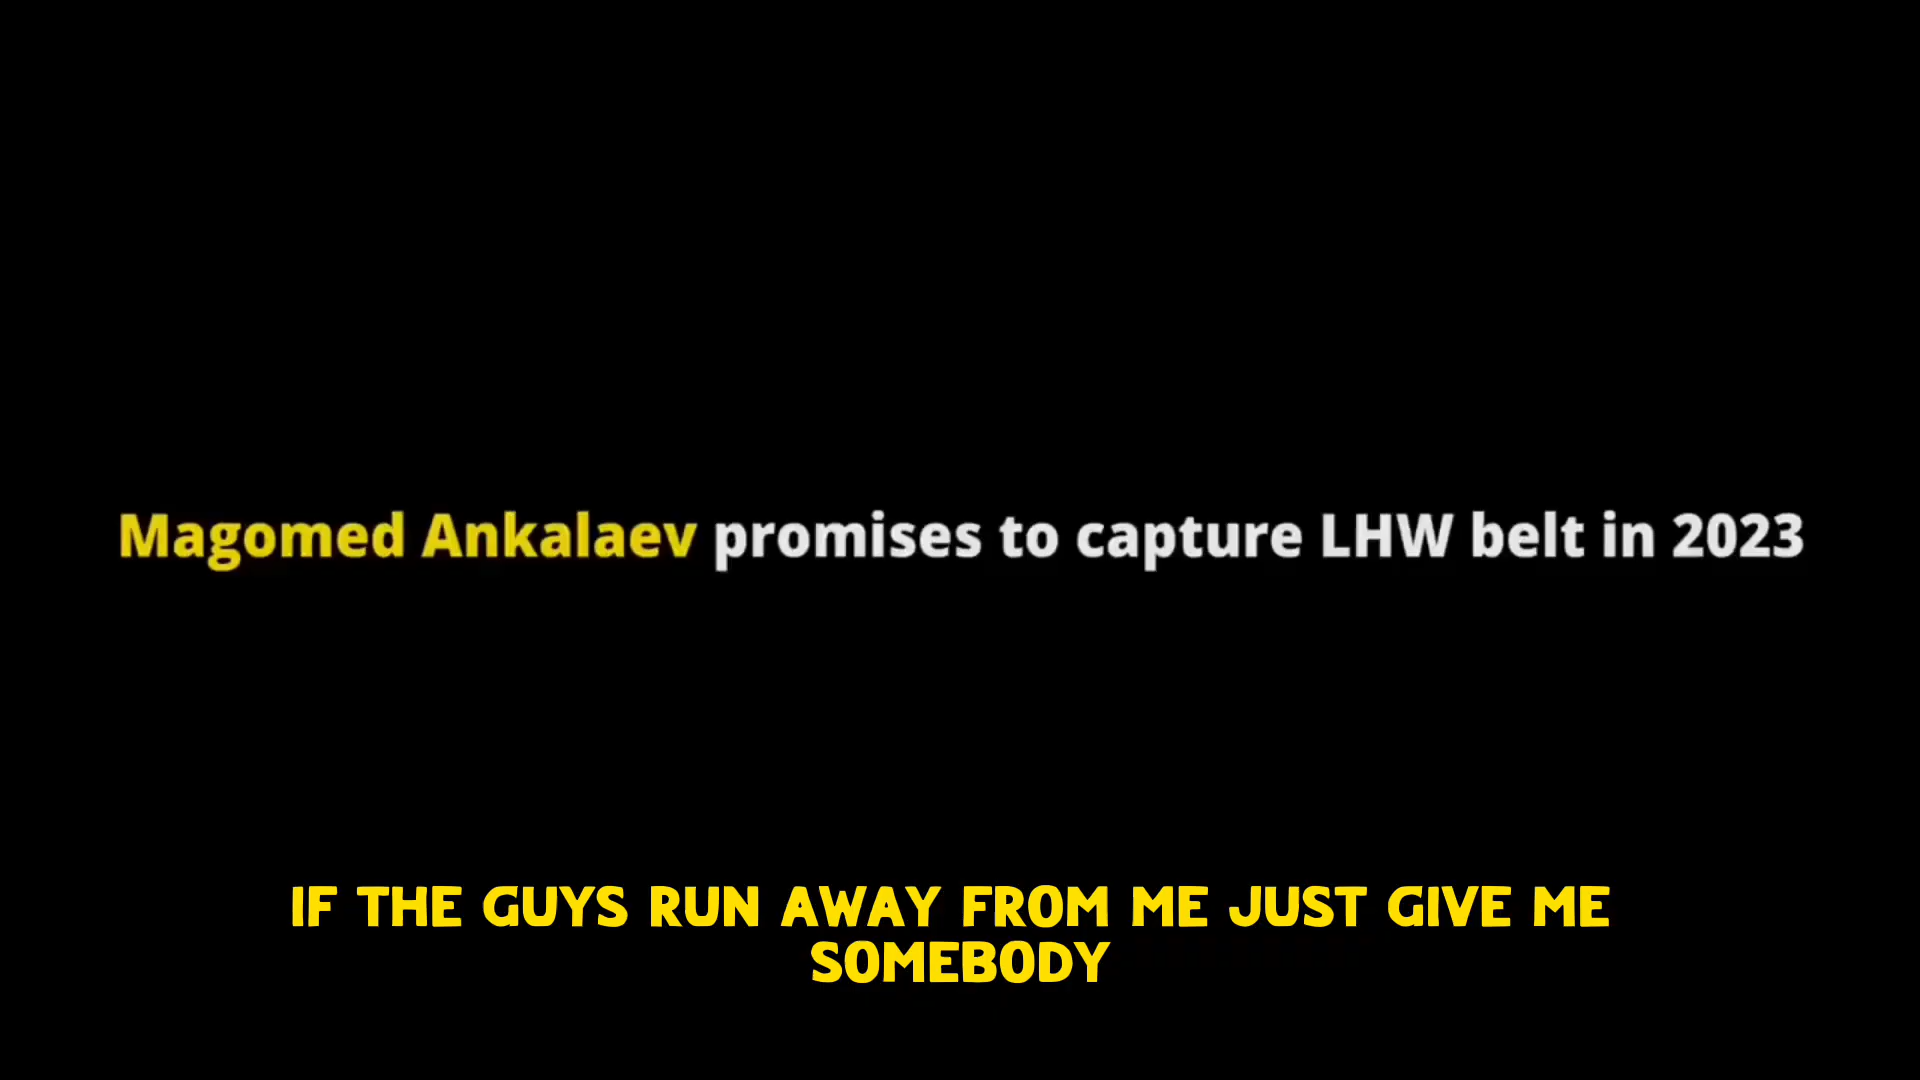 Magomed Ankalaev promises to capture LHW belt in 2023
IF THE GUYS RUN AWAY FROM ME JUST GIVE ME
SOMEBODY